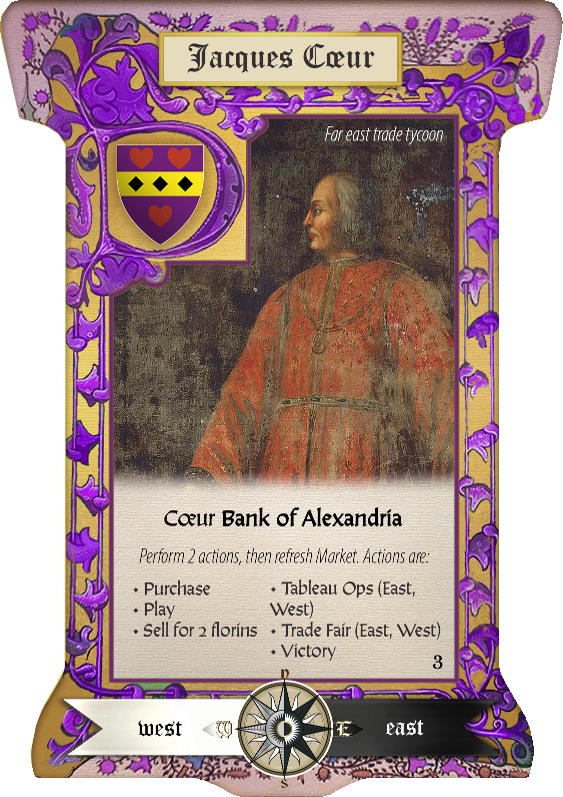 Jacques Cœur
Far east trade tycoon
Cœur Bank of Alexandria
Perform 2 actions, then refresh Market. Actions are:
• Purchase
• Play
• Sell for 2 florins
• Tableau Ops (East,
West)
• Trade Fair (East, West)
• Victory
3
N
west W E east
S